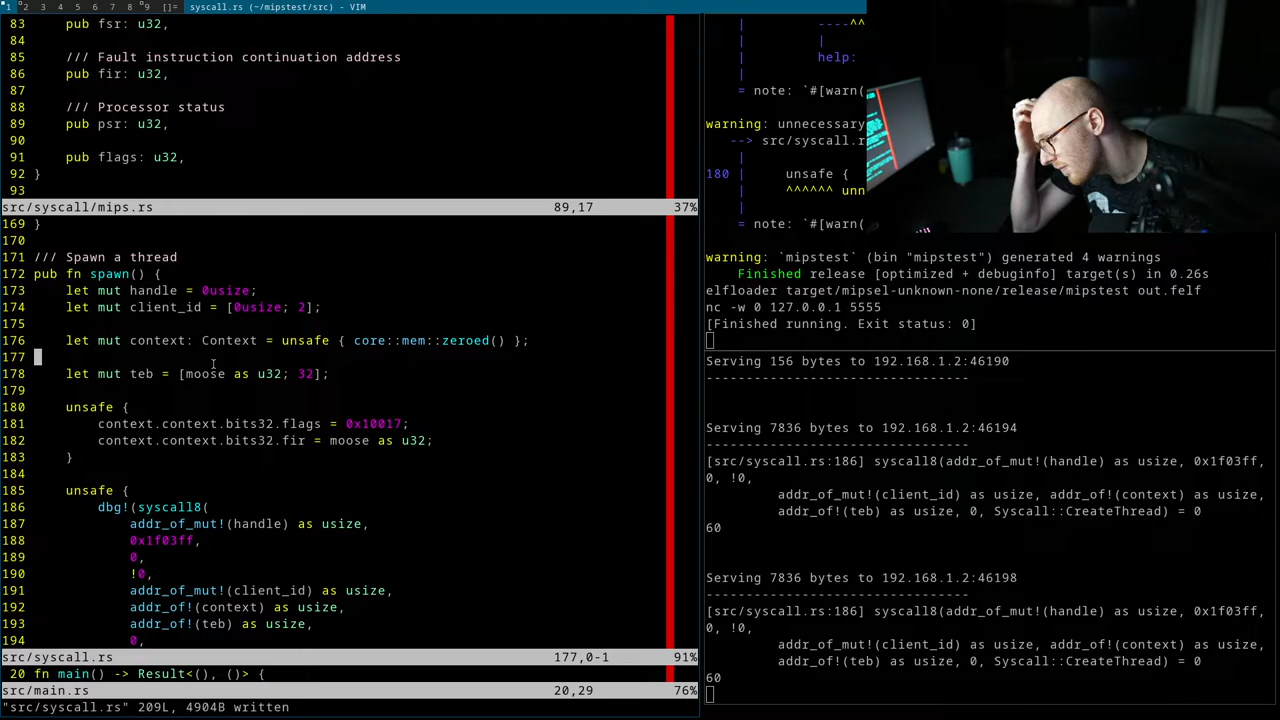 1 2 3 4 5 6 7 8 9 []= syscall.rs (~/mipstest/src) - VIM
83     pub fsr: u32,
84
85     /// Fault instruction continuation address
86     pub fir: u32,
87
88     /// Processor status
89     pub psr: u32,
90
91     pub flags: u32,
92 }
93
src/syscall/mips.rs 89,17 37%
169 }
170
171 /// Spawn a thread
172 pub fn spawn() {
173     let mut handle = 0usize;
174     let mut client_id = [0usize; 2];
175
176     let mut context: Context = unsafe { core::mem::zeroed() };
177
178     let mut teb = [moose as u32; 32];
179
180     unsafe {
181         context.context.bits32.flags = 0x10017;
182         context.context.bits32.fir = moose as u32;
183     }
184
185     unsafe {
186         dbg!(syscall8(
187             addr_of_mut!(handle) as usize,
188             0x1f03ff,
189             0,
190             !0,
191             addr_of_mut!(client_id) as usize,
192             addr_of!(context) as usize,
193             addr_of!(teb) as usize,
194             0,
src/syscall.rs 177,0-1 91%
20 fn main() -> Result<(), ()> {
src/main.rs 20,29 76%
"src/syscall.rs" 209L, 4904B written
|         ----^^
|         |
|         help:
|
= note: `#[warn(
warning: unnecessary
--> src/syscall.r
|
180 |     unsafe {
|     ^^^^^^ unn
|
= note: `#[warn(
warning: `mipstest` (bin "mipstest") generated 4 warnings
Finished release [optimized + debuginfo] target(s) in 0.26s
elfloader target/mipsel-unknown-none/release/mipstest out.felf
nc -w 0 127.0.0.1 5555
[Finished running. Exit status: 0]
Serving 156 bytes to 192.168.1.2:46190
---------------------------------
Serving 7836 bytes to 192.168.1.2:46194
---------------------------------
[src/syscall.rs:186] syscall8(addr_of_mut!(handle) as usize, 0x1f03ff,
0, !0,
addr_of_mut!(client_id) as usize, addr_of!(context) as usize,
addr_of!(teb) as usize, 0, Syscall::CreateThread) = 0
60
Serving 7836 bytes to 192.168.1.2:46198
---------------------------------
[src/syscall.rs:186] syscall8(addr_of_mut!(handle) as usize, 0x1f03ff,
0, !0,
addr_of_mut!(client_id) as usize, addr_of!(context) as usize,
addr_of!(teb) as usize, 0, Syscall::CreateThread) = 0
60